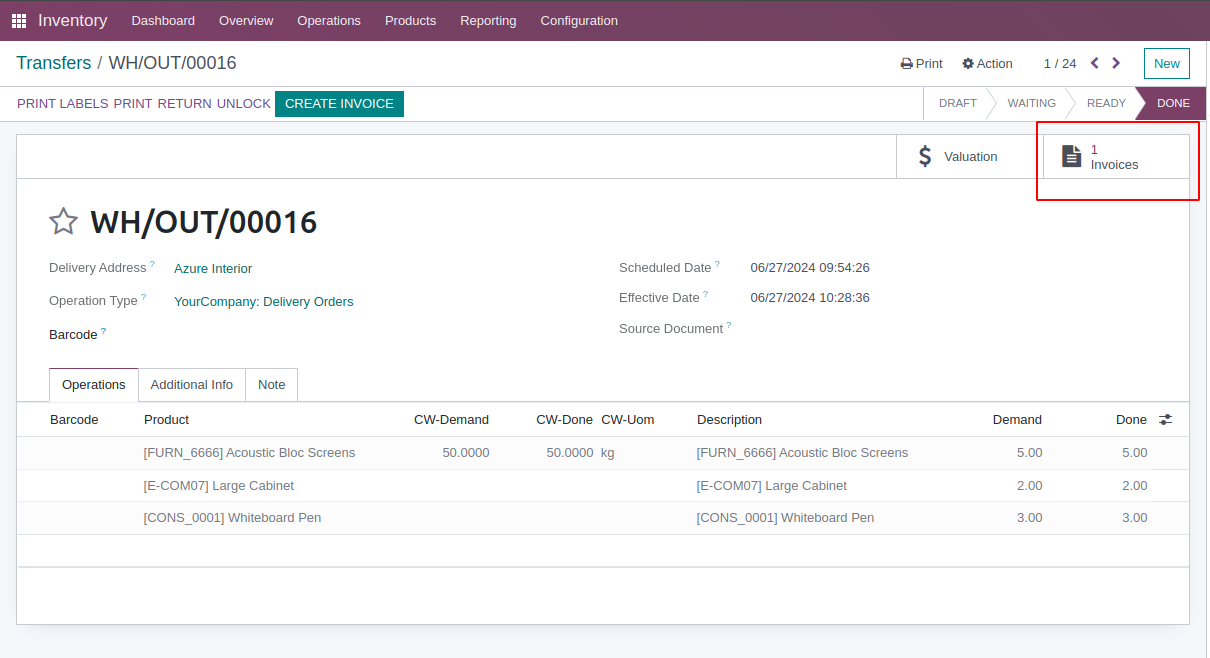 Inventory Dashboard Overview Operations Products Reporting Configuration
Transfers / WH/OUT/00016 Print Action 1 / 24 New
PRINT LABELS PRINT RETURN UNLOCK CREATE INVOICE DRAFT WAITING READY DONE
$ Valuation 1
Invoices
WH/OUT/00016
Delivery Address ? Azure Interior Scheduled Date ? 06/27/2024 09:54:26
Operation Type ? YourCompany: Delivery Orders Effective Date ? 06/27/2024 10:28:36
Barcode ? Source Document ?
Operations Additional Info Note
Barcode Product CW-Demand CW-Done CW-Uom Description Demand Done
[FURN_6666] Acoustic Bloc Screens 50.0000 50.0000 kg [FURN_6666] Acoustic Bloc Screens 5.00 5.00
[E-COM07] Large Cabinet [E-COM07] Large Cabinet 2.00 2.00
[CONS_0001] Whiteboard Pen [CONS_0001] Whiteboard Pen 3.00 3.00